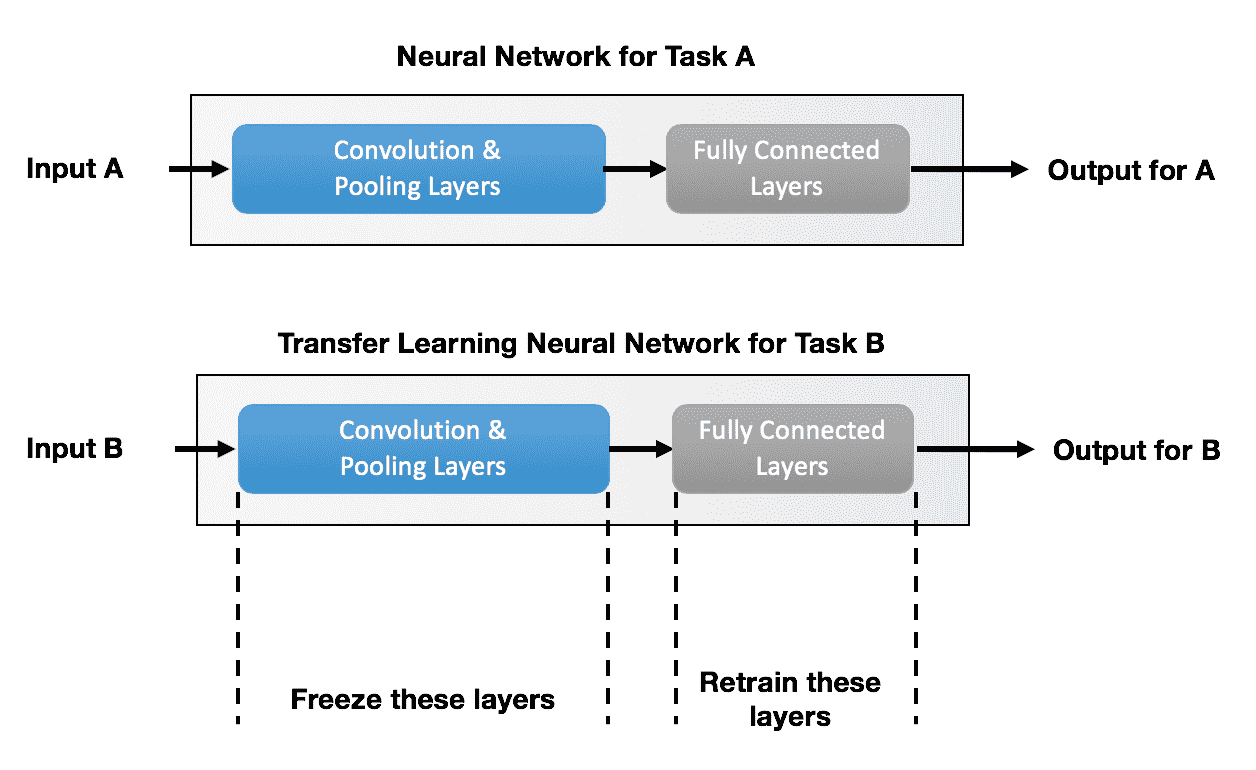 Neural Network for Task A
Input A
Convolution &
Pooling Layers
Fully Connected
Layers
Output for A
Transfer Learning Neural Network for Task B
Input B
Convolution &
Pooling Layers
Fully Connected
Layers
Output for B
Freeze these layers
Retrain these
layers